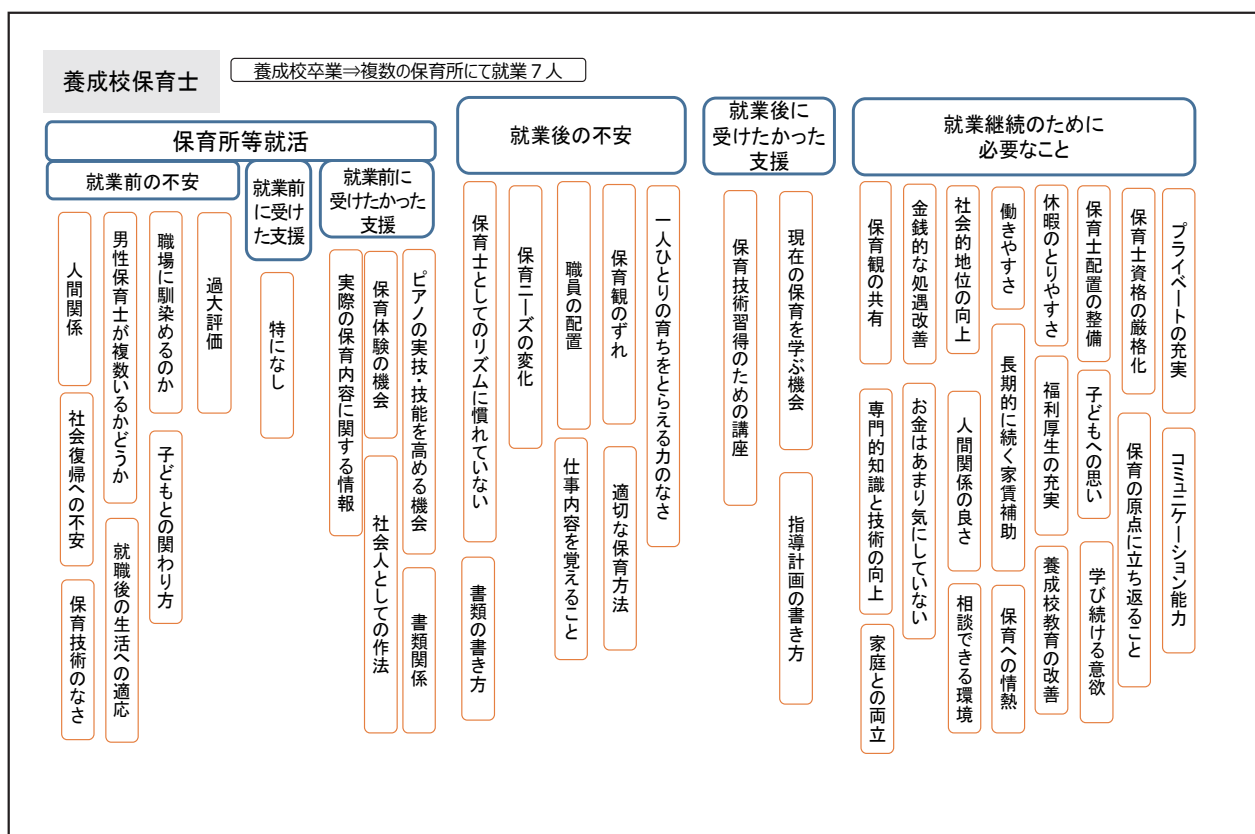 養成校保育士
養成校卒業⇒複数の保育所にて就業７人
保育所等就活
就業前の不安
人間関係
社会復帰への不安
保育技術のなさ
男性保育士が複数いるかどうか
就職後の生活への適応
職場に馴染めるのか
子どもとの関わり方
過大評価
就業前
に受け
た支援
特になし
就業前に
受けたかった
支援
実際の保育内容に関する情報
保育体験の機会
社会人としての作法
ピアノの実技・技能を高める機会
書類関係
就業後の不安
保育士としてのリズムに慣れていない
書類の書き方
保育ニーズの変化
職員の配置
仕事内容を覚えること
保育観のずれ
適切な保育方法
一人ひとりの育ちをとらえる力のなさ
就業後に
受けたかった
支援
保育技術習得のための講座
現在の保育を学ぶ機会
指導計画の書き方
就業継続のために
必要なこと
保育観の共有
専門的知識と技術の向上
家庭との両立
金銭的な処遇改善
お金はあまり気にしていない
社会的地位の向上
人間関係の良さ
相談できる環境
働きやすさ
長期的に続く家賃補助
保育への情熱
休暇のとりやすさ
福利厚生の充実
養成校教育の改善
保育士配置の整備
子どもへの思い
学び続ける意欲
保育士資格の厳格化
保育の原点に立ち返ること
プライベートの充実
コミュニケーション能力